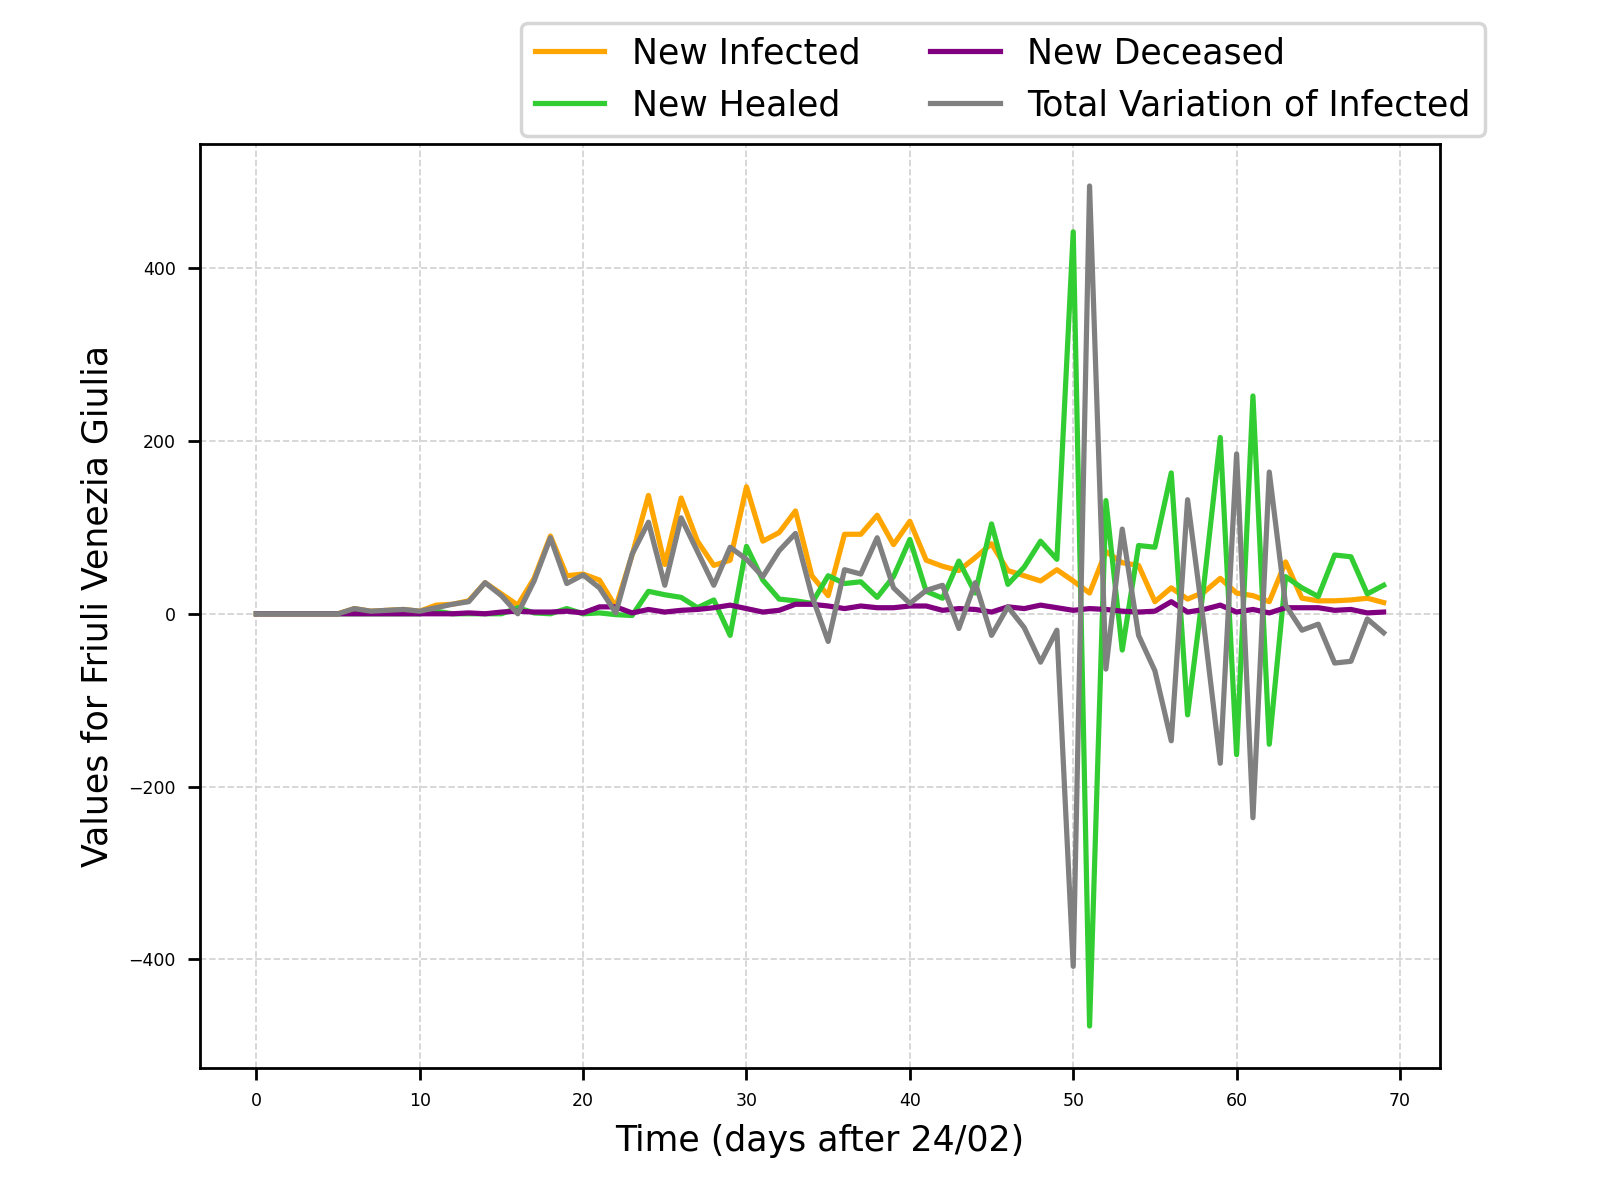 New Infected
New Healed
New Deceased
Total Variation of Infected
Values for Friuli Venezia Giulia
400
200
0
−200
−400
0 10 20 30 40 50 60 70
Time (days after 24/02)